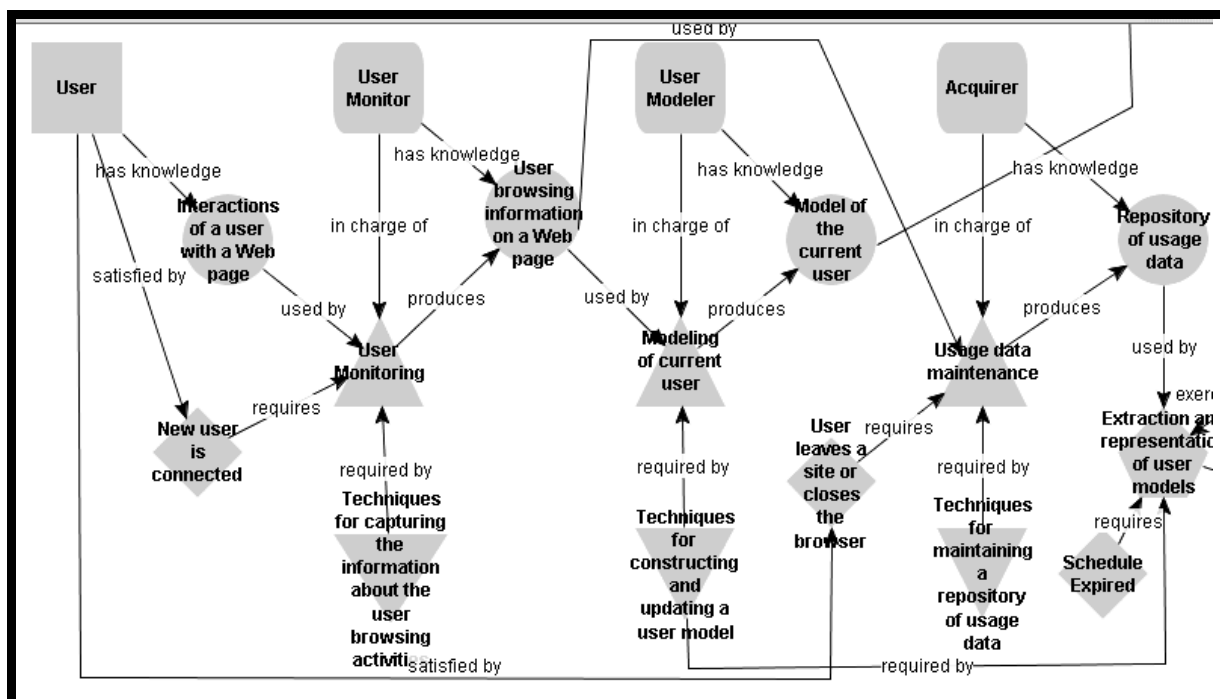 used by
User
User
Monitor
User
Modeler
Acquirer
has knowledge
has knowledge
has knowledge
has knowledge
Interactions
of a user
with a Web
page
User
browsing
information
on a Web
page
Model of
the
current
user
Repository
of usage
data
in charge of
in charge of
in charge of
satisfied by
used by
produces
used by
produces
produces
used by
User
Monitoring
Modeling
of current
user
Usage data
maintenance
requires
New user
is
connected
User
leaves a
site or
closes
the
browser
requires
Extraction an
representatio
of user
models
required by
required by
required by
requires
Techniques
for capturing
the
information
about the
user
browsing
Techniques
for
constructing
and
updating a
user model
Techniques
for
maintaining
a
repository
of usage
data
Schedule
Expired
satisfied by
required by